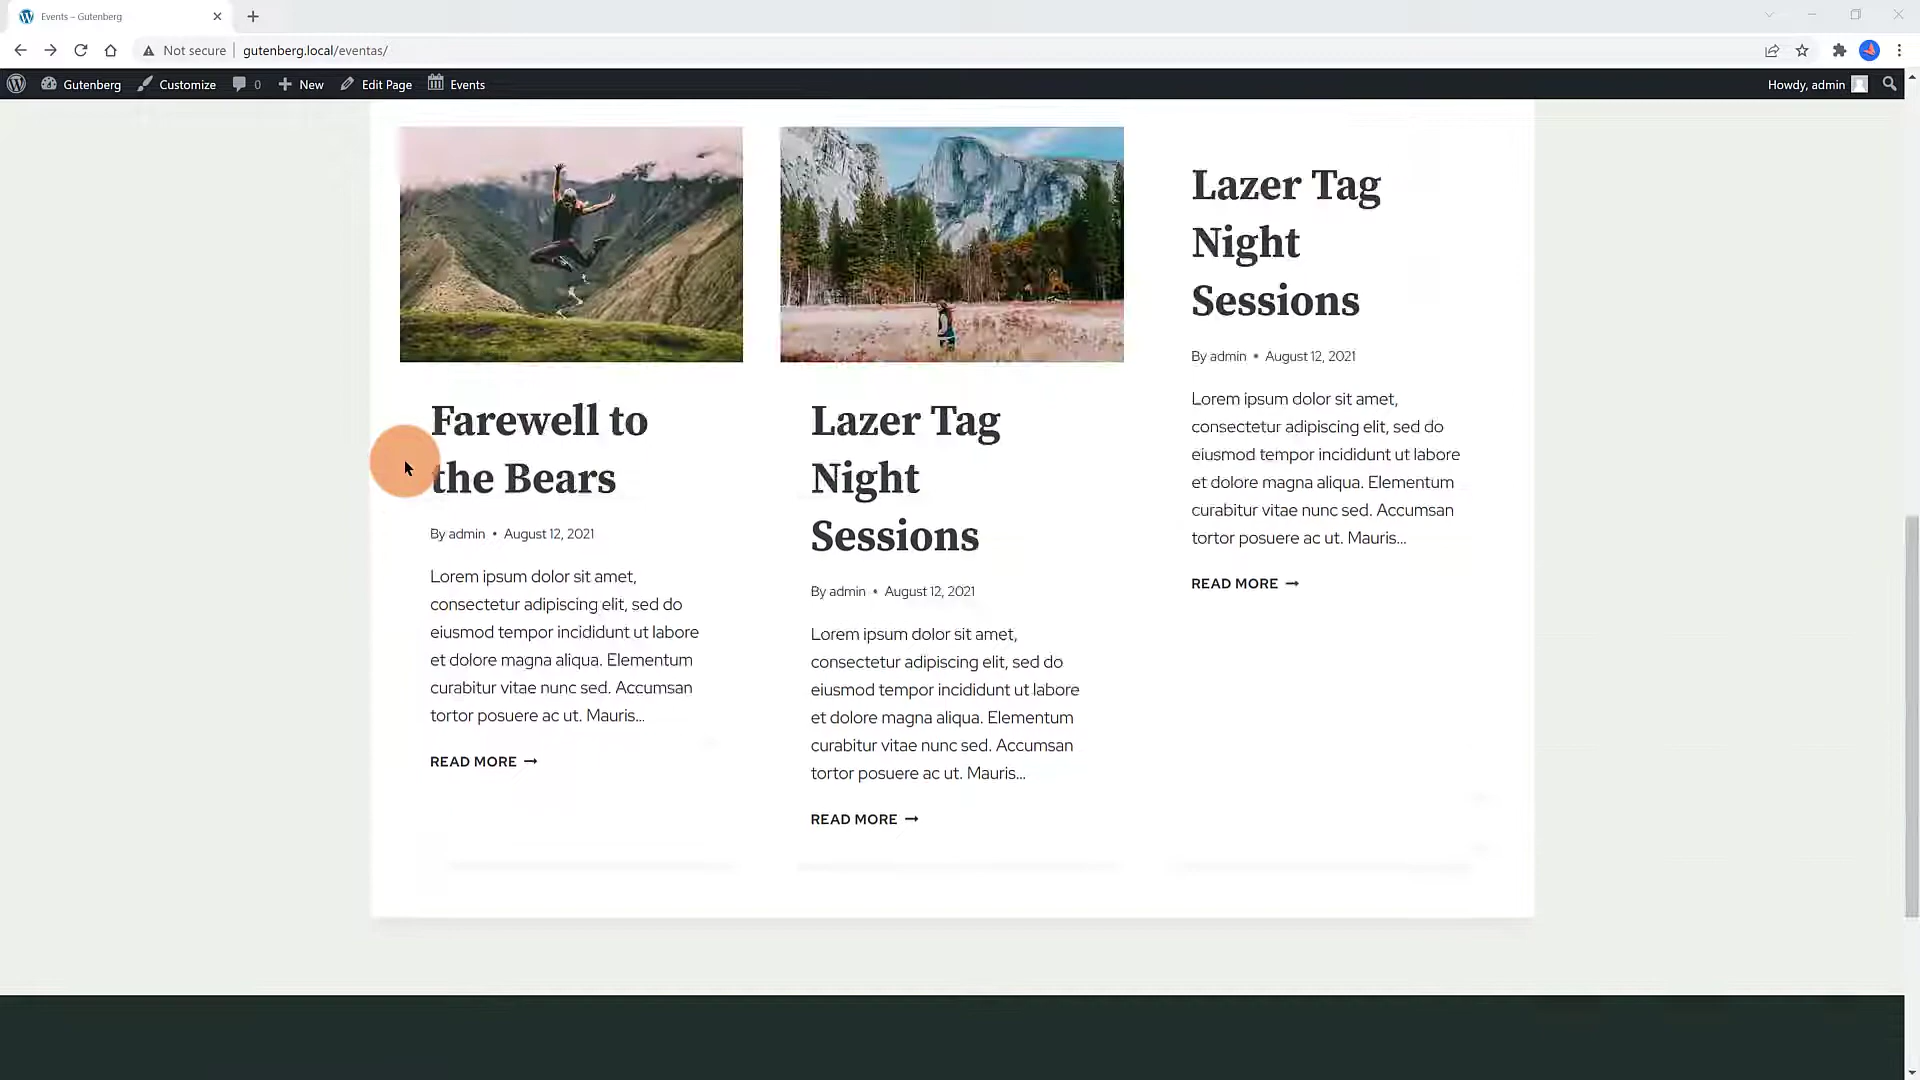 Events – Gutenberg
Not secure
gutenberg.local/eventas/
Gutenberg
Customize
0
New
Edit Page
Events
Howdy, admin
Farewell to
the Bears
By admin • August 12, 2021
Lorem ipsum dolor sit amet,
consectetur adipiscing elit, sed do
eiusmod tempor incididunt ut labore
et dolore magna aliqua. Elementum
curabitur vitae nunc sed. Accumsan
tortor posuere ac ut. Mauris…
READ MORE →
Lazer Tag
Night
Sessions
By admin • August 12, 2021
Lorem ipsum dolor sit amet,
consectetur adipiscing elit, sed do
eiusmod tempor incididunt ut labore
et dolore magna aliqua. Elementum
curabitur vitae nunc sed. Accumsan
tortor posuere ac ut. Mauris…
READ MORE →
Lazer Tag
Night
Sessions
By admin • August 12, 2021
Lorem ipsum dolor sit amet,
consectetur adipiscing elit, sed do
eiusmod tempor incididunt ut labore
et dolore magna aliqua. Elementum
curabitur vitae nunc sed. Accumsan
tortor posuere ac ut. Mauris…
READ MORE →